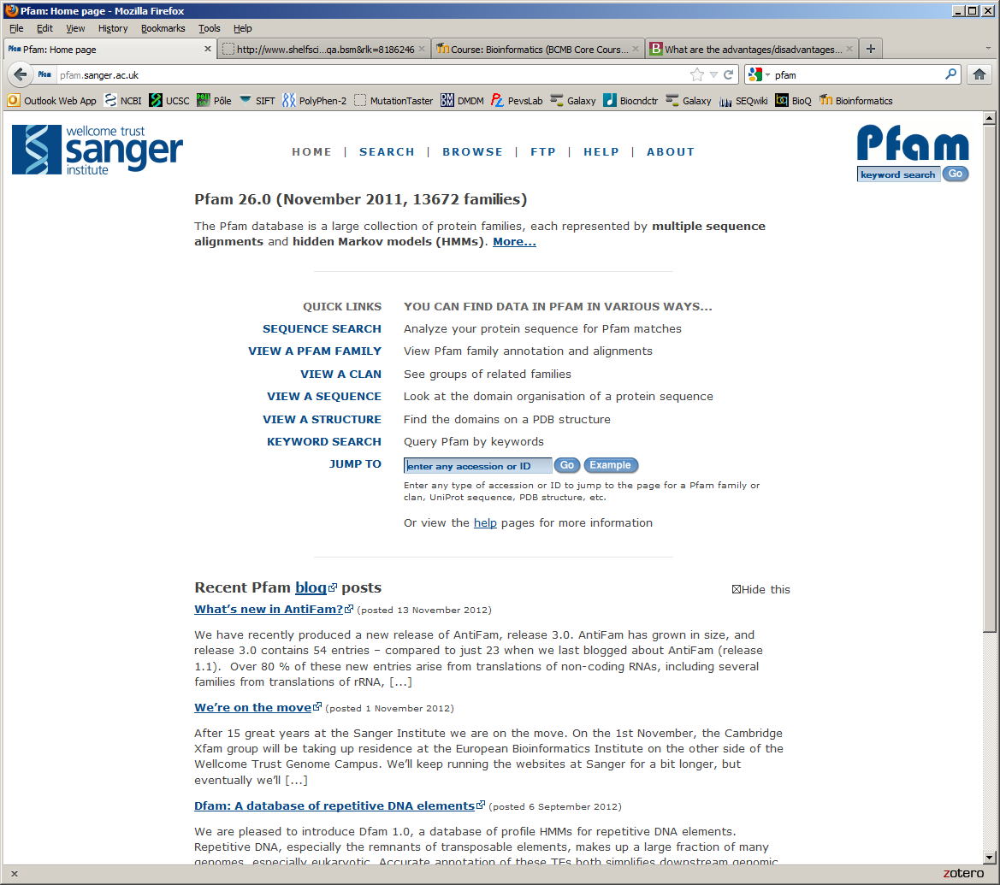 Pfam: Home page - Mozilla Firefox
File Edit View History Bookmarks Tools Help
Pfam Pfam: Home page
http://www.shelfsci...qa.bsm&rlk=8186246
Course: Bioinformatics (BCMB Core Cours...
B What are the advantages/disadvantages...
Pfam pfam.sanger.ac.uk
pfam
Outlook Web App NCBI UCSC Pôle SIFT PolyPhen-2 MutationTaster BM DMDM PevsLab Galaxy Biocndctr Galaxy SEQwiki BioQ Bioinformatics
wellcome trust
sanger
institute
HOME | SEARCH | BROWSE | FTP | HELP | ABOUT
Pfam
keyword search Go
Pfam 26.0 (November 2011, 13672 families)
The Pfam database is a large collection of protein families, each represented by multiple sequence
alignments and hidden Markov models (HMMs). More...
QUICK LINKS YOU CAN FIND DATA IN PFAM IN VARIOUS WAYS...
SEQUENCE SEARCH Analyze your protein sequence for Pfam matches
VIEW A PFAM FAMILY View Pfam family annotation and alignments
VIEW A CLAN See groups of related families
VIEW A SEQUENCE Look at the domain organisation of a protein sequence
VIEW A STRUCTURE Find the domains on a PDB structure
KEYWORD SEARCH Query Pfam by keywords
JUMP TO enter any accession or ID Go Example
Enter any type of accession or ID to jump to the page for a Pfam family or
clan, UniProt sequence, PDB structure, etc.
Or view the help pages for more information
Recent Pfam blog posts
Hide this
What's new in AntiFam? (posted 13 November 2012)
We have recently produced a new release of AntiFam, release 3.0. AntiFam has grown in size, and
release 3.0 contains 54 entries – compared to just 23 when we last blogged about AntiFam (release
1.1).  Over 80 % of these new entries arise from translations of non-coding RNAs, including several
families from translations of rRNA, [...]
We're on the move (posted 1 November 2012)
After 15 great years at the Sanger Institute we are on the move. On the 1st November, the Cambridge
Xfam group will be taking up residence at the European Bioinformatics Institute on the other side of the
Wellcome Trust Genome Campus. We'll keep running the websites at Sanger for a bit longer, but
eventually we'll [...]
Dfam: A database of repetitive DNA elements (posted 6 September 2012)
We are pleased to introduce Dfam 1.0, a database of profile HMMs for repetitive DNA elements.
Repetitive DNA, especially the remnants of transposable elements, makes up a large fraction of many
genomes, especially eukaryotic. Accurate annotation of these TEs both simplifies downstream genomic
x
zotero